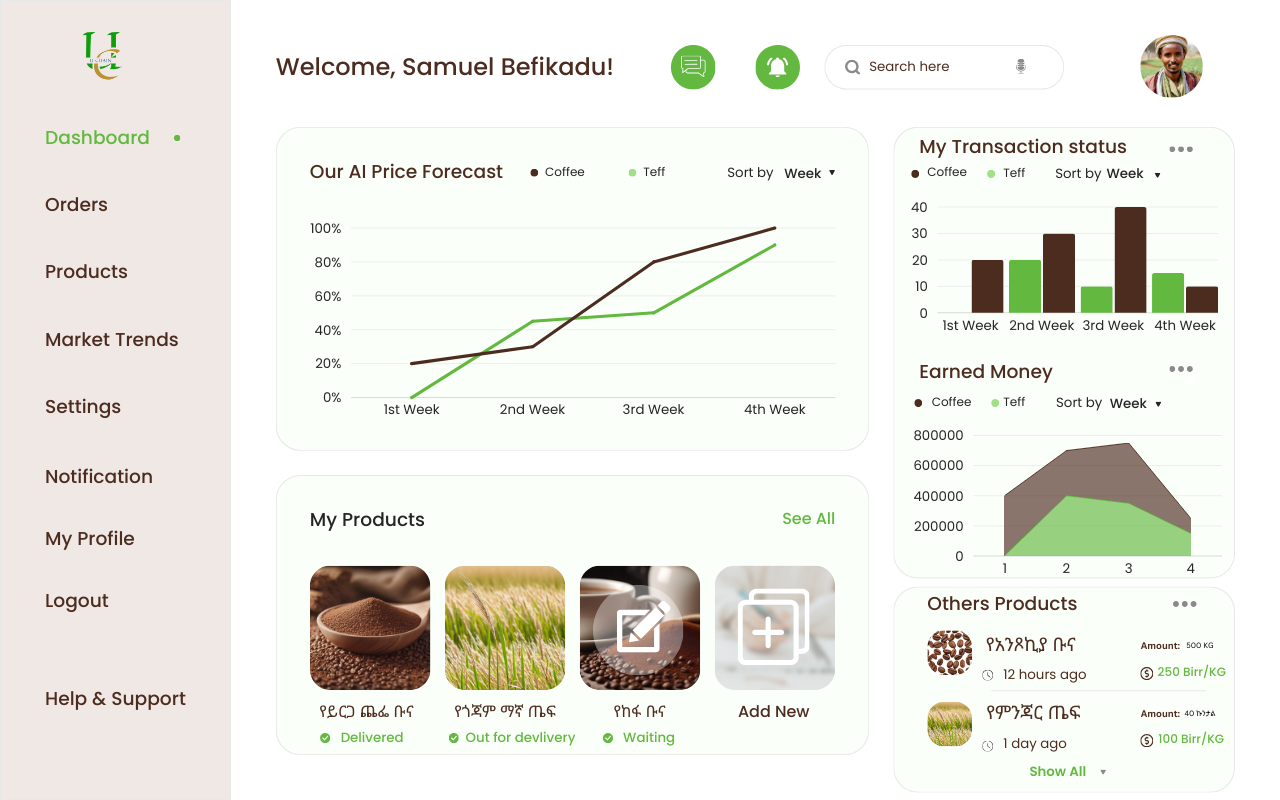 U CHAIN
Dashboard
Orders
Products
Market Trends
Settings
Notification
My Profile
Logout
Help & Support
Welcome, Samuel Befikadu!
Search here
Our AI Price Forecast
Coffee
Teff
Sort by Week
100%
80%
60%
40%
20%
0%
1st Week
2nd Week
3rd Week
4th Week
My Products
See All
የይርጋ ጨፌ ቡና
Delivered
የጎጃም ማኛ ጤፍ
Out for devlivery
የከፋ ቡና
Waiting
Add New
My Transaction status
Coffee
Teff
Sort by Week
40
30
20
10
0
1st Week
2nd Week
3rd Week
4th Week
Earned Money
Coffee
Teff
Sort by Week
800000
600000
400000
200000
0
1
2
3
4
Others Products
የአንጾኪያ ቡና
Amount: 500 KG
12 hours ago
250 Birr/KG
የምንጃር ጤፍ
Amount: 40 ኩንታል
1 day ago
100 Birr/KG
Show All